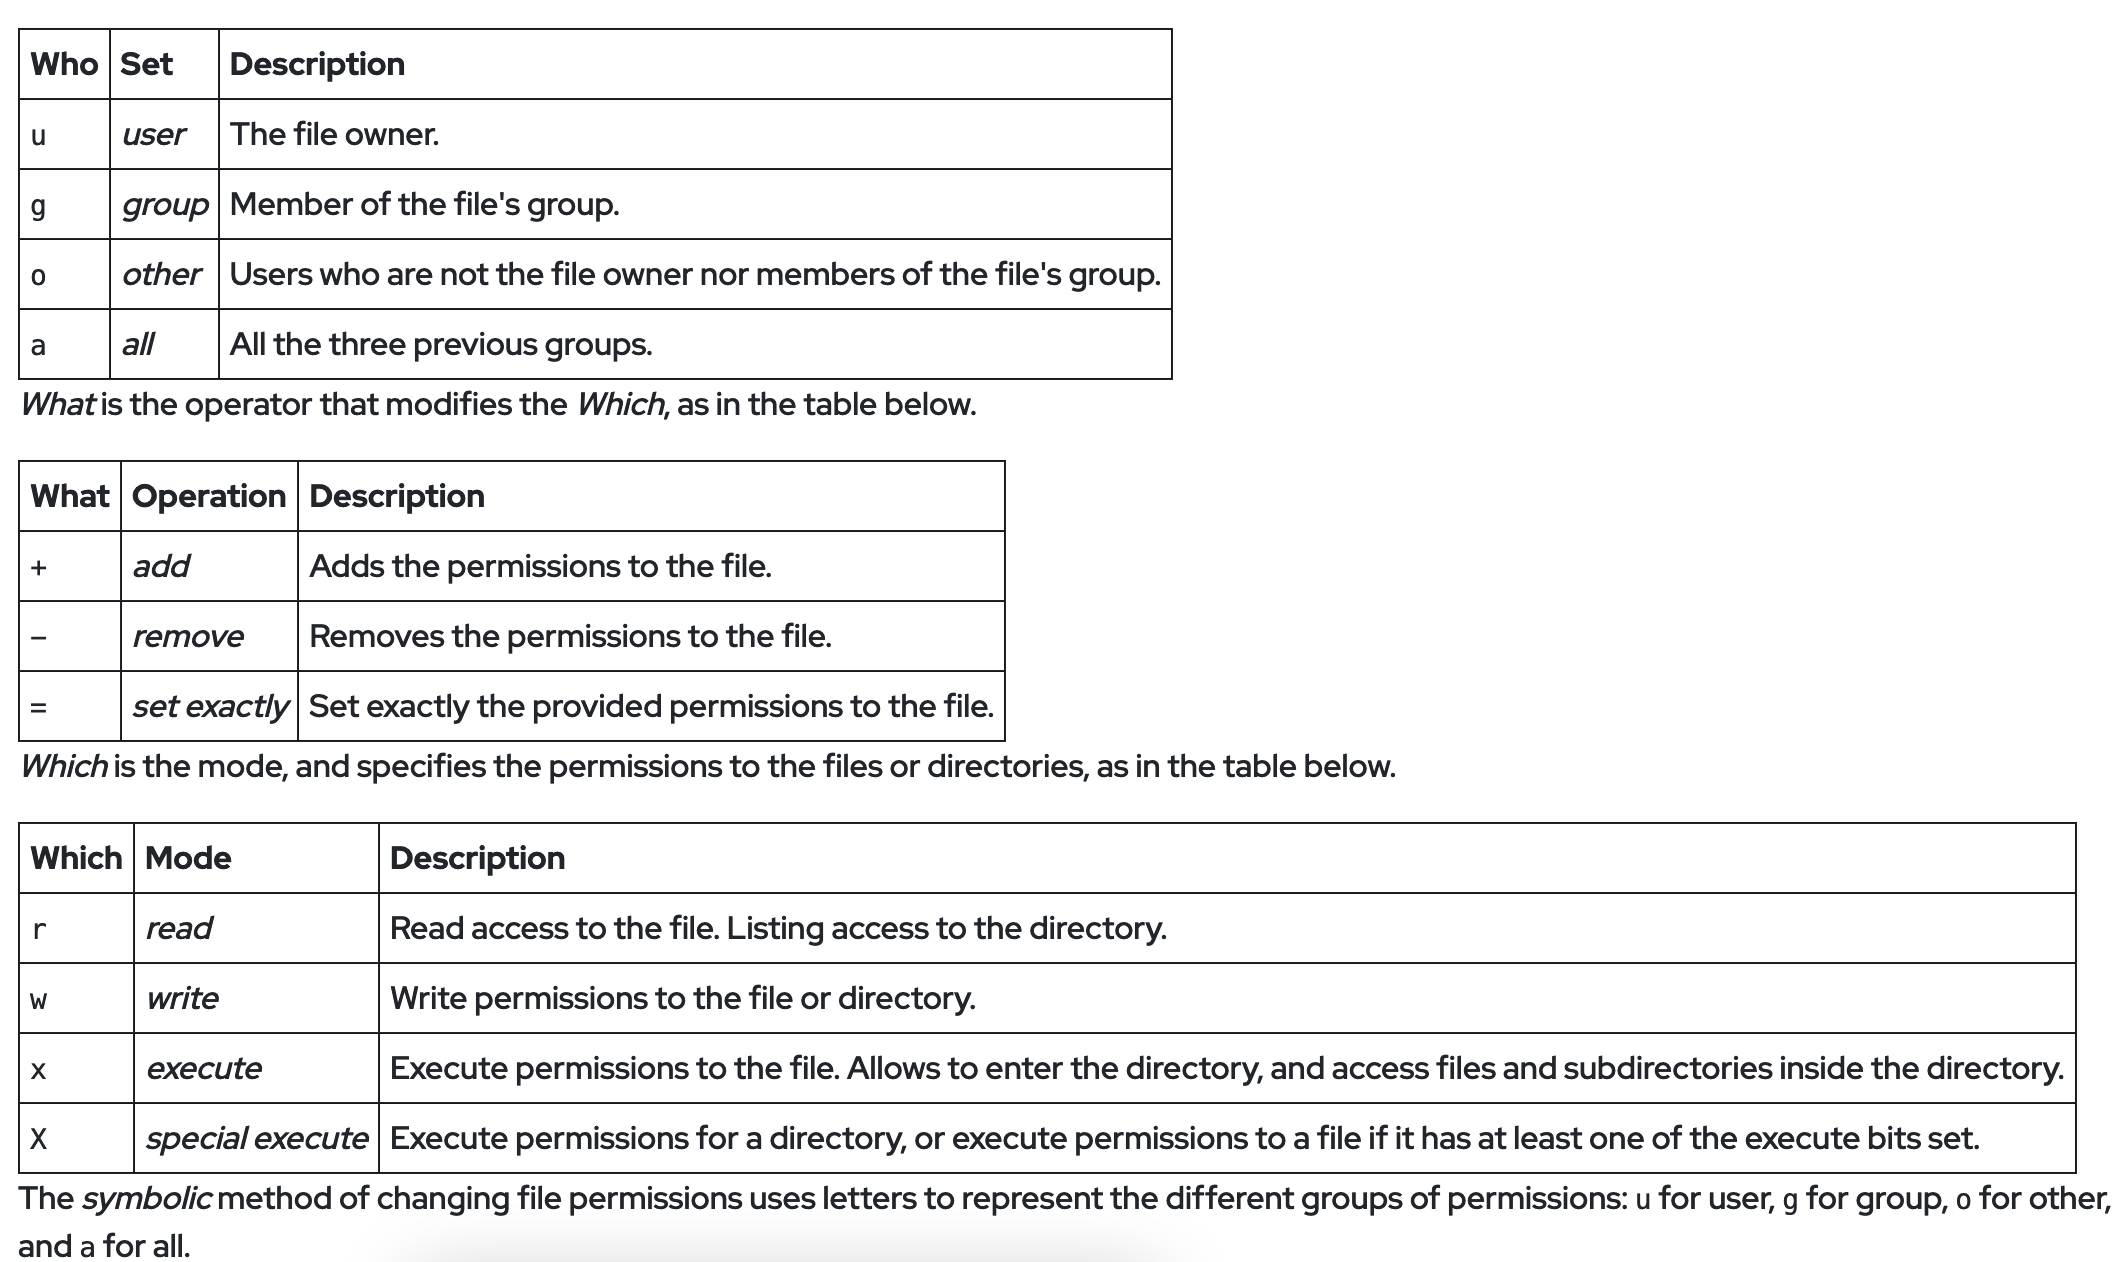 Who Set Description
u user The file owner.
g group Member of the file's group.
o other Users who are not the file owner nor members of the file's group.
a all All the three previous groups.
What is the operator that modifies the Which, as in the table below.
What Operation Description
+ add Adds the permissions to the file.
− remove Removes the permissions to the file.
= set exactly Set exactly the provided permissions to the file.
Which is the mode, and specifies the permissions to the files or directories, as in the table below.
Which Mode Description
r read Read access to the file. Listing access to the directory.
w write Write permissions to the file or directory.
x execute Execute permissions to the file. Allows to enter the directory, and access files and subdirectories inside the directory.
X special execute Execute permissions for a directory, or execute permissions to a file if it has at least one of the execute bits set.
The symbolic method of changing file permissions uses letters to represent the different groups of permissions: u for user, g for group, o for other,
and a for all.